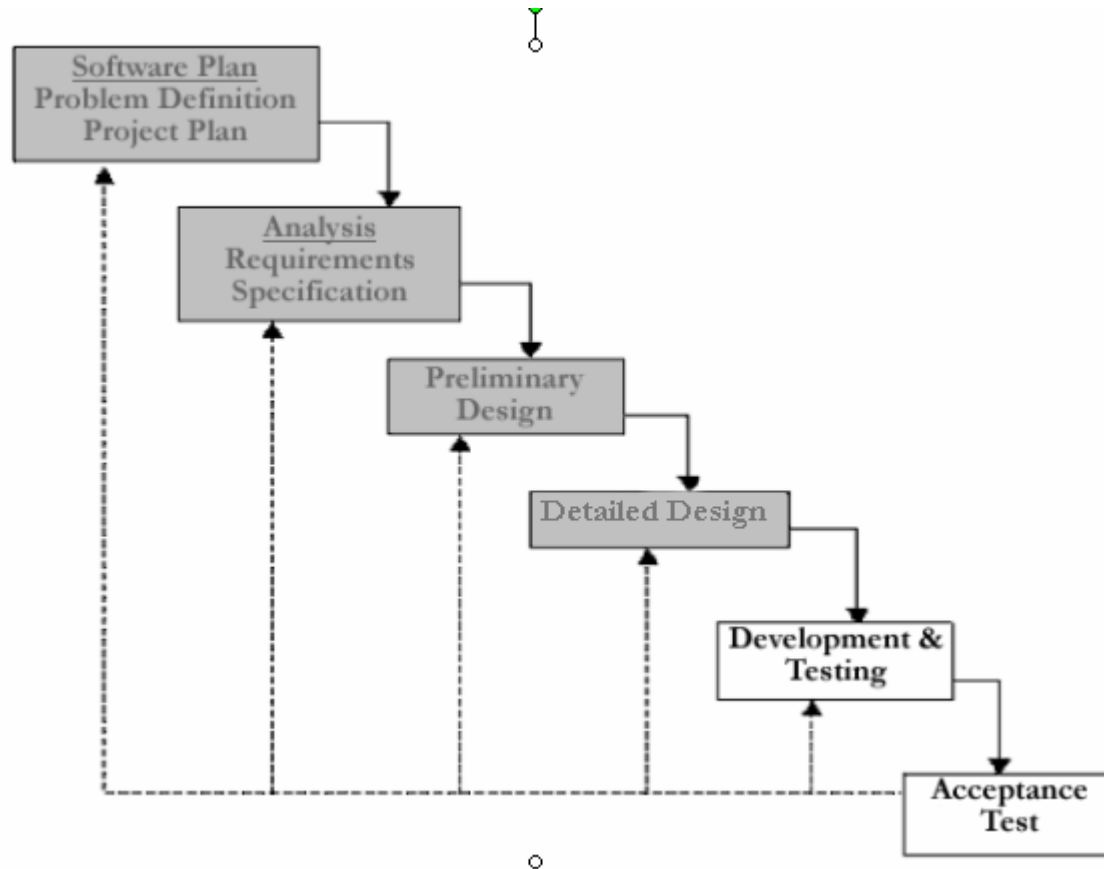 Software Plan
Problem Definition
Project Plan
Analysis
Requirements
Specification
Preliminary
Design
Detailed Design
Development &
Testing
Acceptance
Test